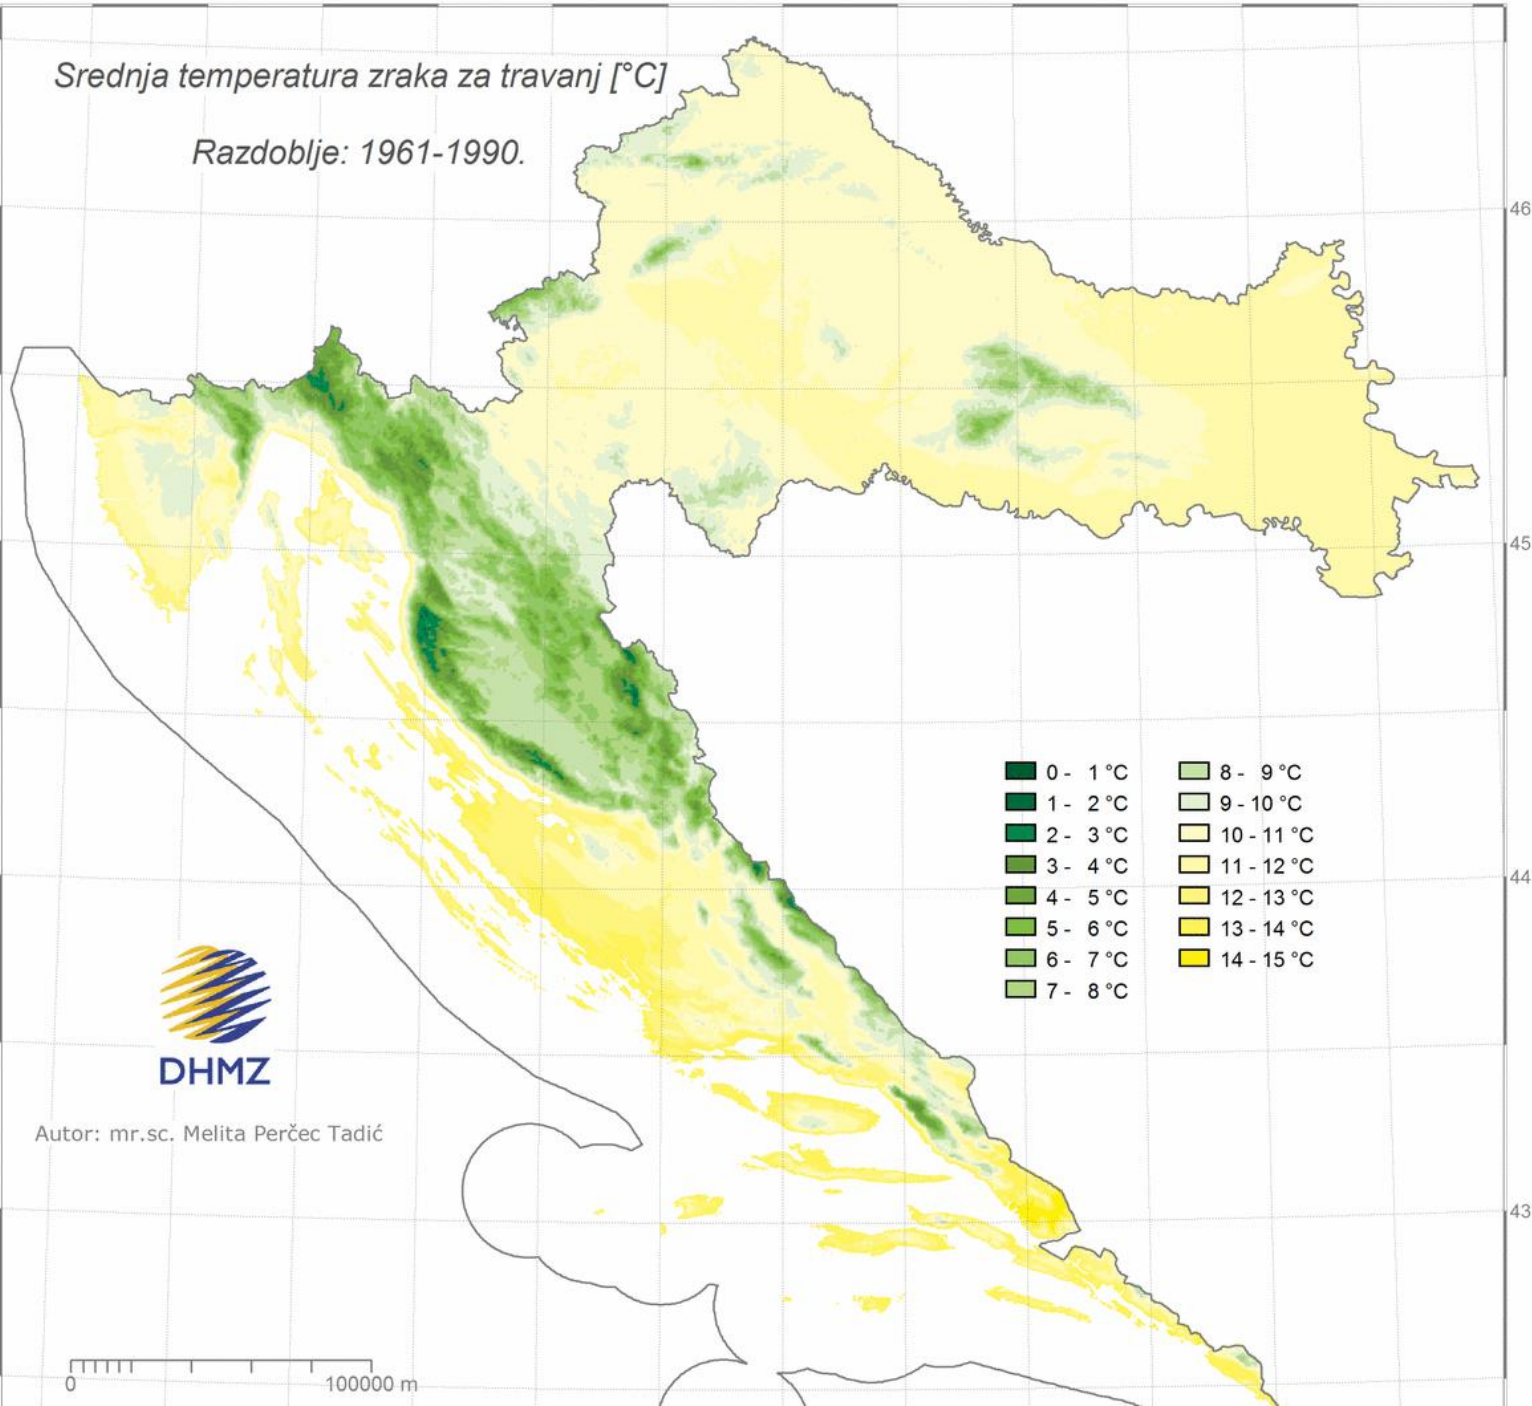 Srednja temperatura zraka za travanj [°C]
Razdoblje: 1961-1990.
46
45
0 - 1 °C
1 - 2 °C
2 - 3 °C
3 - 4 °C
4 - 5 °C
5 - 6 °C
6 - 7 °C
7 - 8 °C
8 - 9 °C
9 - 10 °C
10 - 11 °C
11 - 12 °C
12 - 13 °C
13 - 14 °C
14 - 15 °C
44
DHMZ
Autor: mr.sc. Melita Perčec Tadić
43
0 100000 m